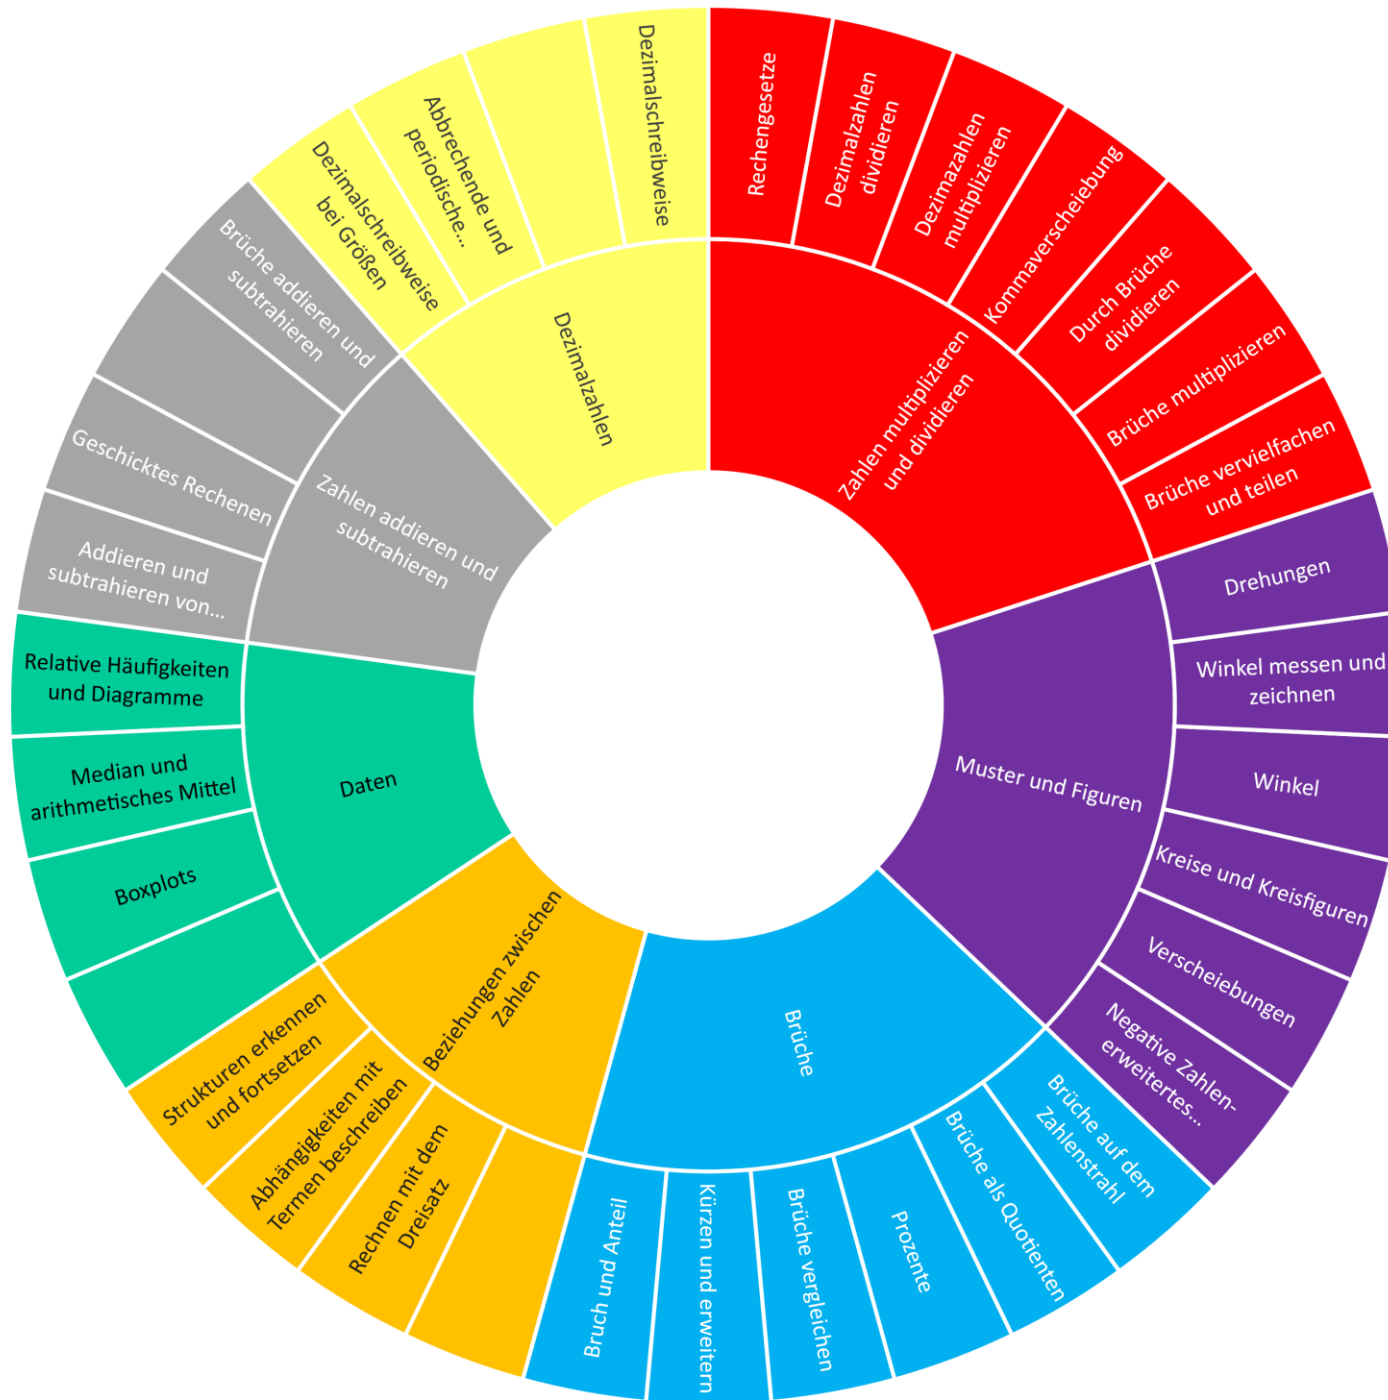 Rechengesetze
Dezimalzahlen
dividieren
Dezimazahlen
multiplizieren
Kommaverscheibung
Durch Brüche
dividieren
Brüche multiplizieren
Brüche vervielfachen
und teilen
Zahlen multiplizieren
und dividieren
Drehungen
Winkel messen und
zeichnen
Winkel
Kreise und Kreisfiguren
Verscheiebungen
Negative Zahlen-
erweitertes...
Muster und Figuren
Brüche auf dem
Zahlenstrahl
Brüche als Quotienten
Prozente
Brüche vergleichen
Kürzen und erweitern
Bruch und Anteil
Brüche
Rechnen mit dem
Dreisatz
Abhängigkeiten mit
Termen beschreiben
Strukturen erkennen
und fortsetzen
Beziehungen zwischen
Zahlen
Boxplots
Median und
arithmetisches Mittel
Relative Häufigkeiten
und Diagramme
Daten
Addieren und
subtrahieren von...
Geschicktes Rechenen
Brüche addieren und
subtrahieren
Zahlen addieren und
subtrahieren
Dezimalschreibweise
bei Größen
Abbrechende und
periodische...
Dezimalschreibweise
Dezimalzahlen